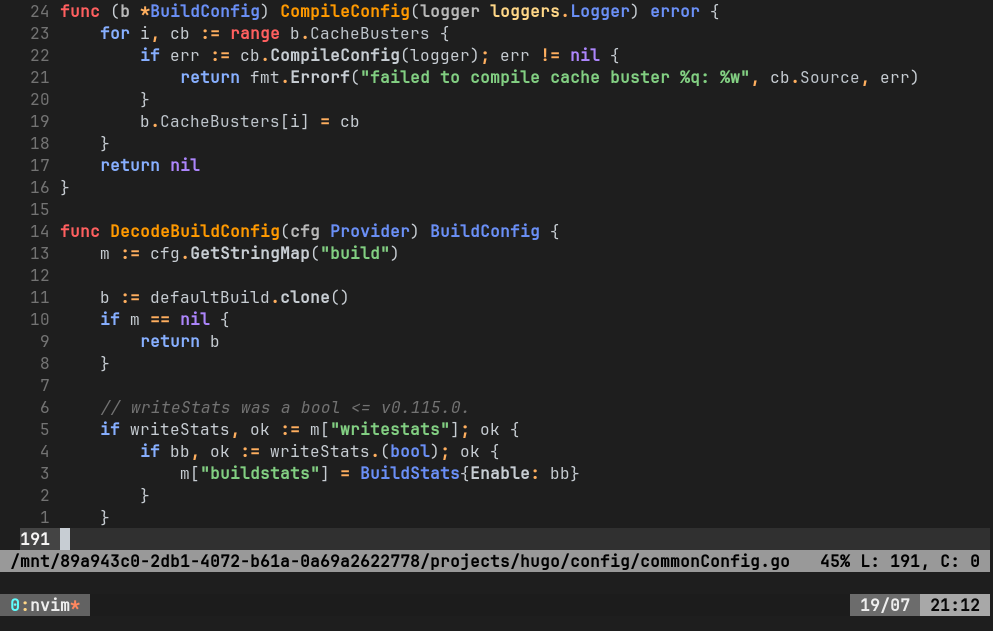 24 func (b *BuildConfig) CompileConfig(logger loggers.Logger) error {
23     for i, cb := range b.CacheBusters {
22         if err := cb.CompileConfig(logger); err != nil {
21             return fmt.Errorf("failed to compile cache buster %q: %w", cb.Source, err)
20         }
19         b.CacheBusters[i] = cb
18     }
17     return nil
16 }
15
14 func DecodeBuildConfig(cfg Provider) BuildConfig {
13     m := cfg.GetStringMap("build")
12
11     b := defaultBuild.clone()
10     if m == nil {
9         return b
8     }
7
6     // writeStats was a bool <= v0.115.0.
5     if writeStats, ok := m["writestats"]; ok {
4         if bb, ok := writeStats.(bool); ok {
3             m["buildstats"] = BuildStats{Enable: bb}
2         }
1     }
191
/mnt/89a943c0-2db1-4072-b61a-0a69a2622778/projects/hugo/config/commonConfig.go   45% L: 191, C: 0
0:nvim* 19/07 21:12